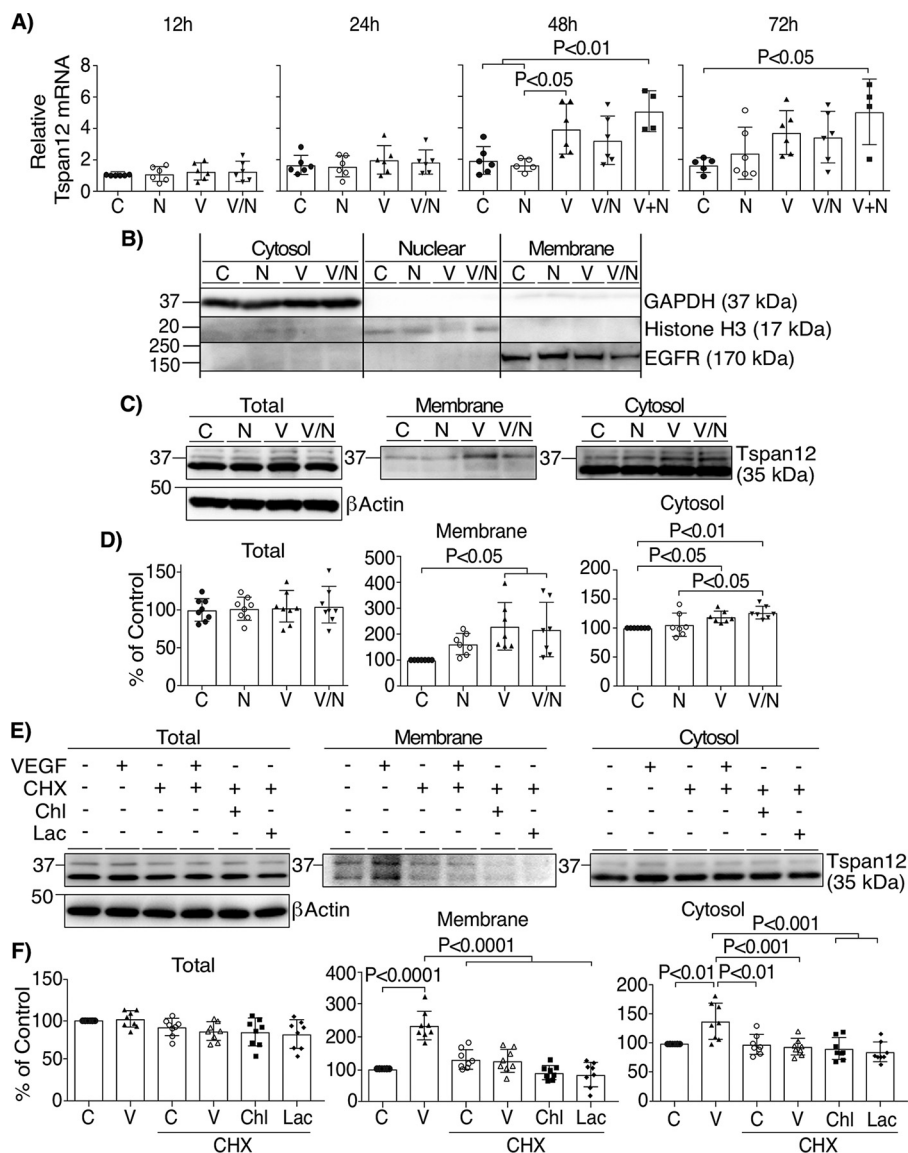 A)
12h 24h 48h 72h
P<0.01
P<0.05
P<0.05
Relative
Tspan12 mRNA
8
6
4
2
0
C N V V/N
C N V V/N
C N V V/N V+N
C N V V/N V+N
B)
Cytosol Nuclear Membrane
C N V V/N C N V V/N C N V V/N
37 GAPDH (37 kDa)
20 Histone H3 (17 kDa)
250
150 EGFR (170 kDa)
C)
Total Membrane Cytosol
C N V V/N C N V V/N C N V V/N
37 37 37 Tspan12
(35 kDa)
50 βActin
D)
Total
% of Control
150
100
50
0
C N V V/N
Membrane
P<0.05
500
400
300
200
100
0
C N V V/N
Cytosol
P<0.01
P<0.05
P<0.05
200
150
100
50
0
C N V V/N
E)
Total Membrane Cytosol
VEGF - + - + - - - + - + - - - + - + - -
CHX - - + + + + - - + + + + - - + + + +
Chl - - - - + - - - - - + - - - - - + -
Lac - - - - - + - - - - - + - - - - - +
37 37 37 Tspan12
(35 kDa)
50 βActin
F)
Total
% of Control
150
100
50
0
C V C V Chl Lac
CHX
Membrane
P<0.0001
P<0.0001
400
300
200
100
0
C V C V Chl Lac
CHX
Cytosol
P<0.001
P<0.001
P<0.01 P<0.01
200
150
100
50
0
C V C V Chl Lac
CHX